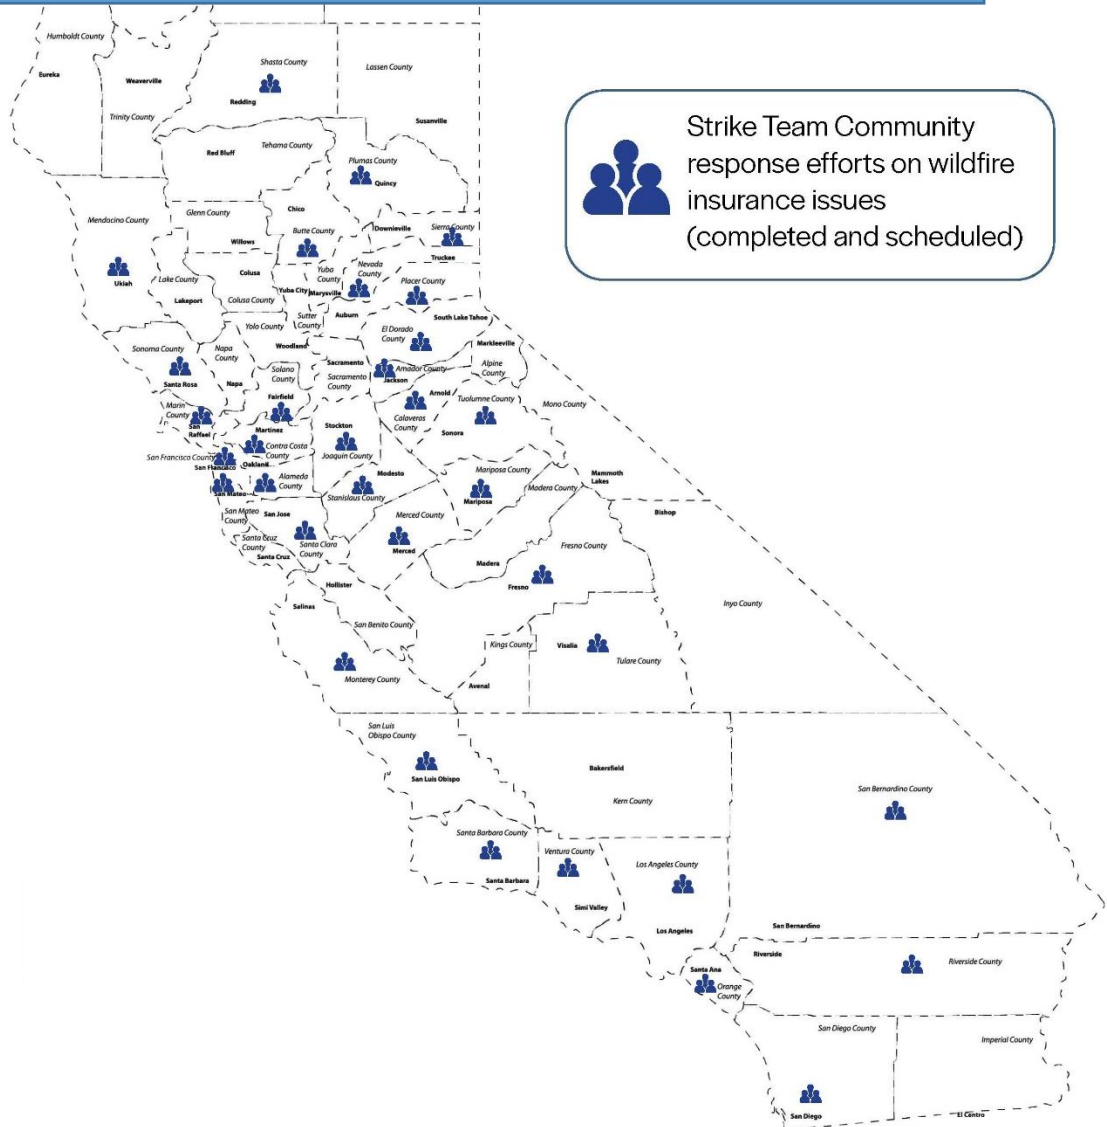 Humboldt County
Shasta County
Lassen County
Eureka
Weaverville
Redding
Trinity County
Susanville
Strike Team Community
response efforts on wildfire
insurance issues
(completed and scheduled)
Tehama County
Red Bluff
Plumas County
Quincy
Mendocino County
Glenn County
Chico
Butte County
Downieville
Sierra County
Willows
Truckee
Ukiah
Lake County
Lakeport
Colusa
Colusa County
Yuba
County
Nevada
County
Yuba City
Marysville
Placer County
Sutter
County
Auburn
South Lake Tahoe
Yolo County
El Dorado
County
Woodland
Markleeville
Sonoma County
Napa
County
Solano
County
Sacramento
Sacramento
County
Amador County
Jackson
Alpine
County
Santa Rosa
Napa
Fairfield
Arnold
Tuolumne County
Mono County
Marin
County
San
Raffael
Martinez
Stockton
Calaveras
County
Sonora
Contra Costa
County
Joaquin County
San Francisco County
San Francisco
Oakland
Alameda
County
Modesto
Mariposa County
Mammoth
Lakes
San Mateo
Stanislaus County
Mariposa
Madera County
San Mateo
County
San Jose
Merced County
Bishop
Santa Cruz
County
Santa Clara
County
Santa Cruz
Merced
Fresno County
Madera
Hollister
Fresno
Salinas
Inyo County
San Benito County
Kings County
Visalia
Tulare County
Monterey County
Avenal
San Luis
Obispo County
San Luis Obispo
Bakersfield
Kern County
San Bernardino County
Santa Barbara County
Ventura County
Los Angeles County
Santa Barbara
Simi Valley
Los Angeles
San Bernardino
Riverside
Riverside County
Santa Ana
Orange
County
San Diego County
Imperial County
San Diego
El Centro